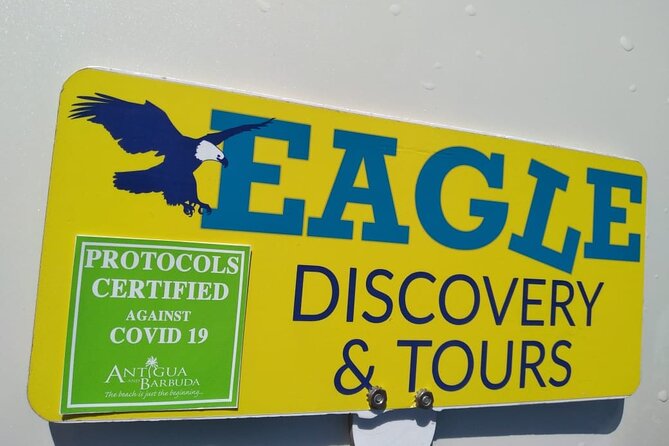 EAGLE
DISCOVERY
& TOURS
PROTOCOLS
CERTIFIED
AGAINST
COVID 19
ANTIGUA
AND BARBUDA
The beach is just the beginning...